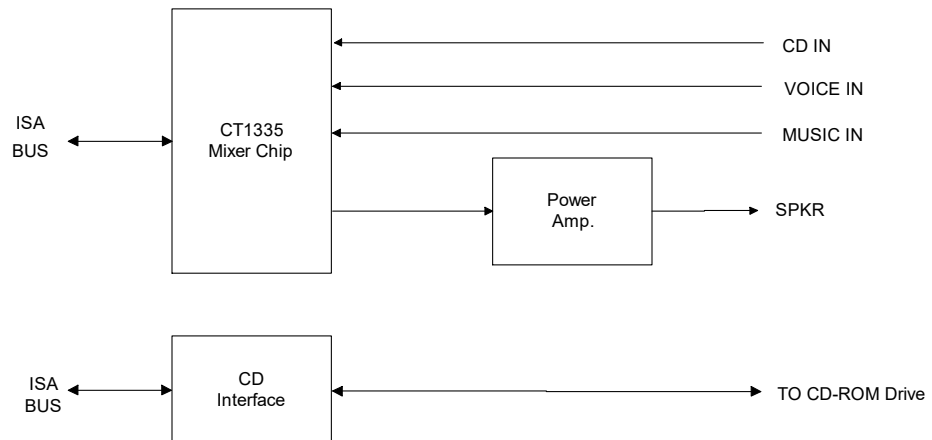 CD IN
VOICE IN
ISA
BUS
CT1335
Mixer Chip
MUSIC IN
Power
Amp.
SPKR
ISA
BUS
CD
Interface
TO CD-ROM Drive